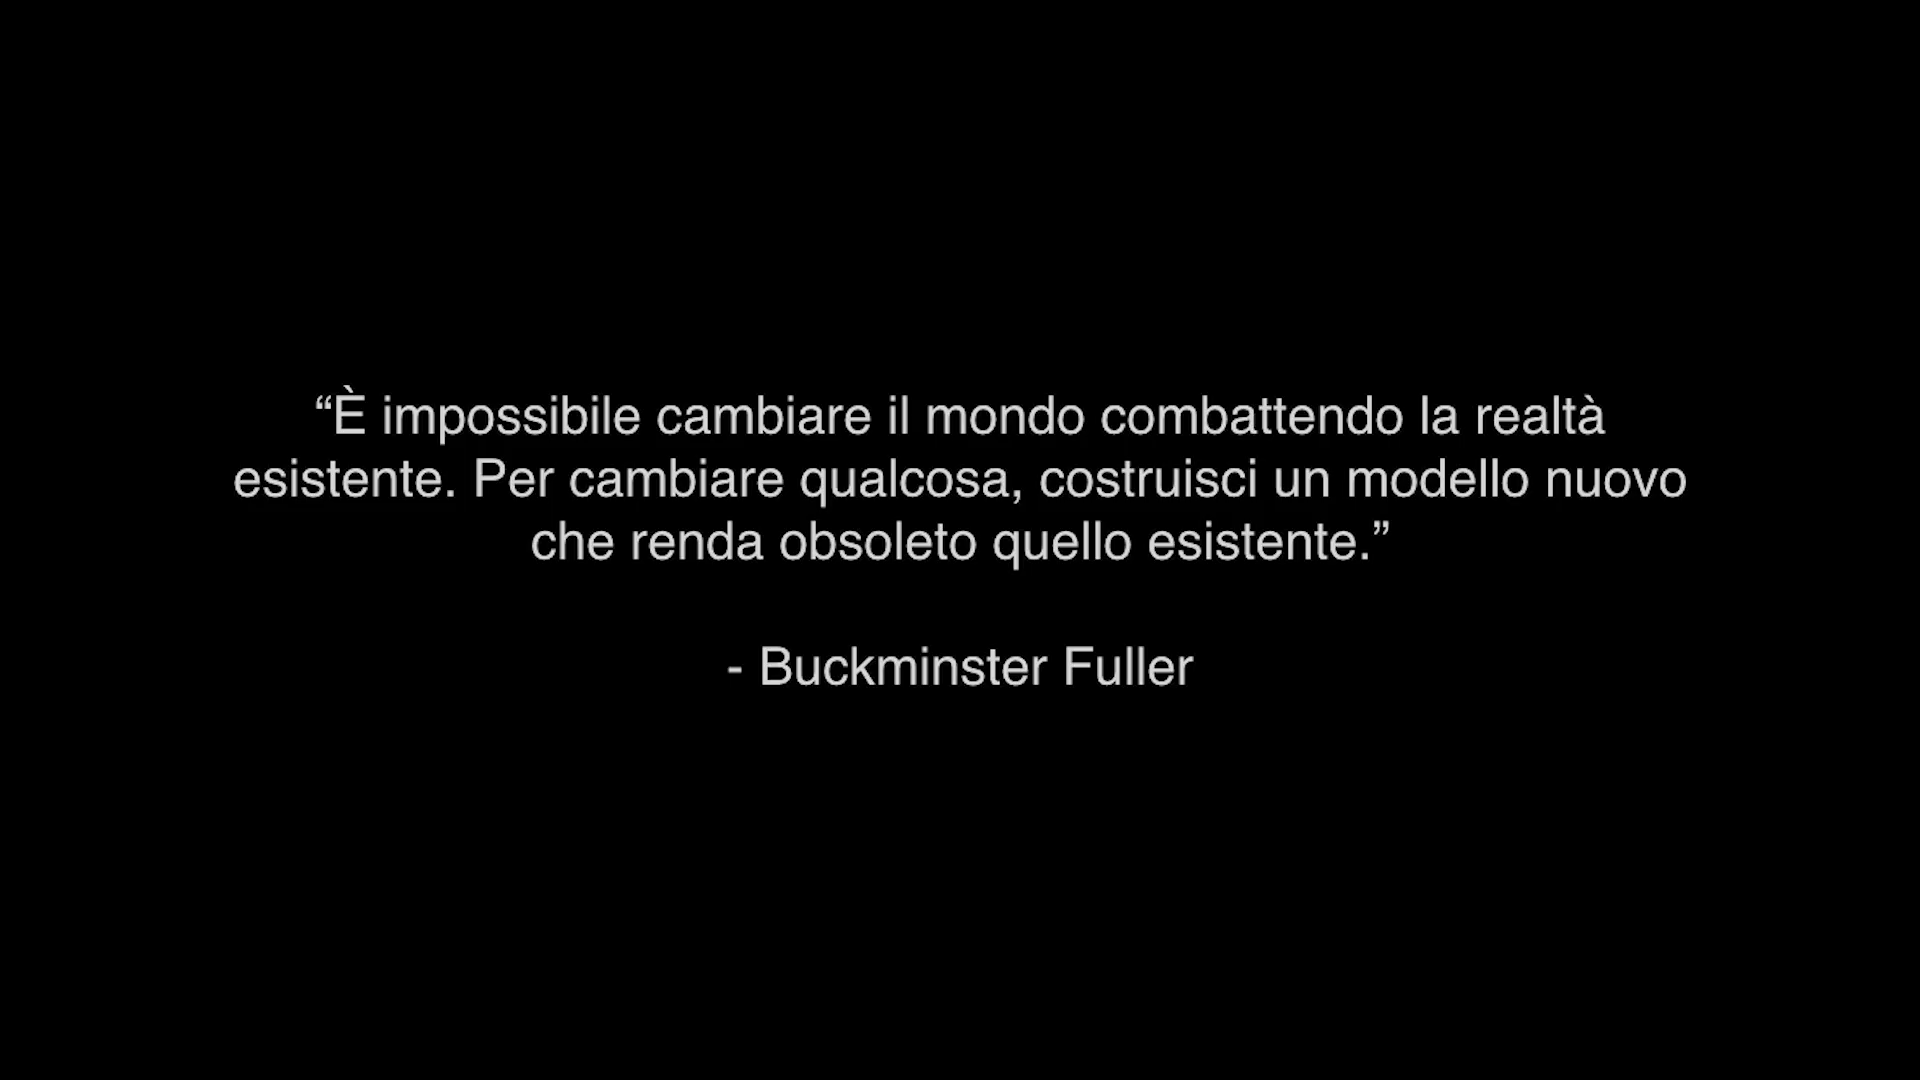 “È impossibile cambiare il mondo combattendo la realtà
esistente. Per cambiare qualcosa, costruisci un modello nuovo
che renda obsoleto quello esistente.”
- Buckminster Fuller